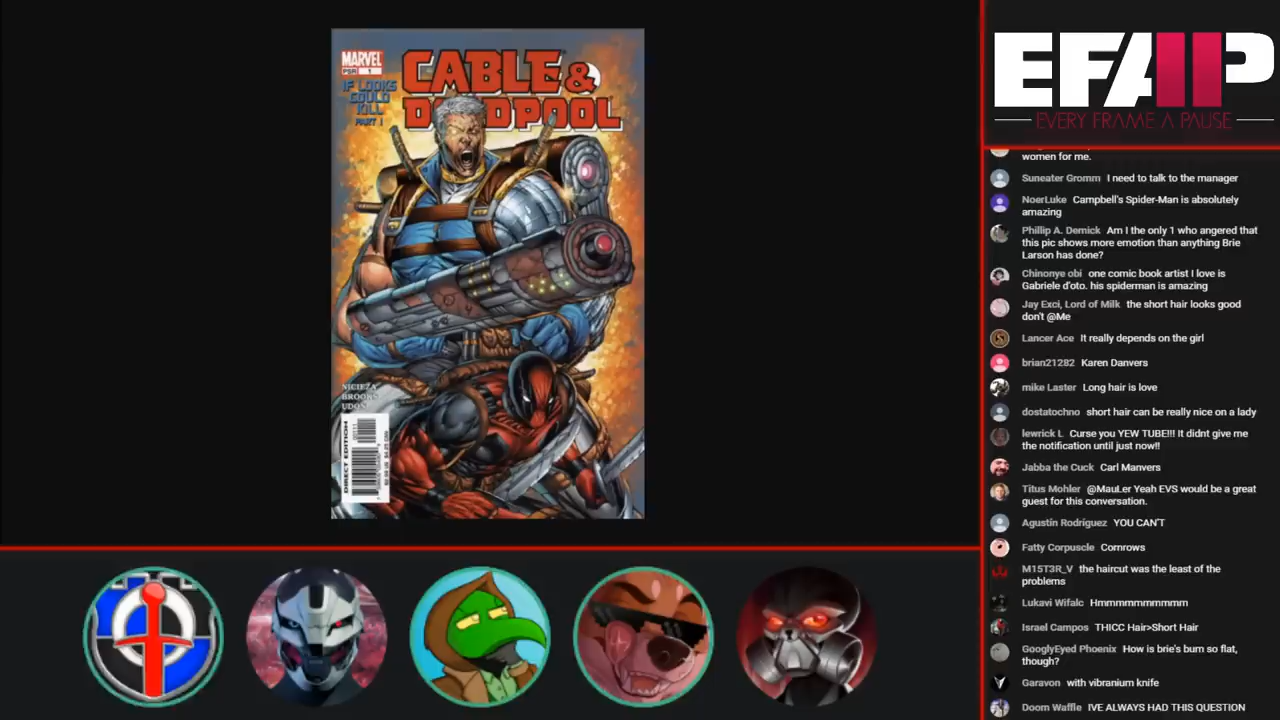 MARVEL
PSR 1
IF LOOKS
COULD
KILL
PART 1
CABLE &
DEADPOOL
NICIEZA
BROOKS
UDON
DIRECT EDITION
EFAP
EVERY FRAME A PAUSE
women for me.
Suneater Gromm I need to talk to the manager
NoerLuke Campbell's Spider-Man is absolutely
amazing
Phillip A. Demick Am I the only 1 who angered that
this pic shows more emotion than anything Brie
Larson has done?
Chinonye obi one comic book artist I love is
Gabriele d'oto. his spiderman is amazing
Jay Exci, Lord of Milk the short hair looks good
don't @Me
Lancer Ace It really depends on the girl
brian21282 Karen Danvers
mike Laster Long hair is love
dostatochno short hair can be really nice on a lady
lewrick L Curse you YEW TUBE!!! It didnt give me
the notification until just now!!
Jabba the Cuck Carl Manvers
Titus Mohler @MauLer Yeah EVS would be a great
guest for this conversation.
Agustín Rodríguez YOU CAN'T
Fatty Corpuscle Cornrows
M15T3R_V the haircut was the least of the
problems
Lukavi Wifalc Hmmmmmmmmmm
Israel Campos THICC Hair>Short Hair
GooglyEyed Phoenix How is brie's bum so flat,
though?
Garavon with vibranium knife
Doom Waffle IVE ALWAYS HAD THIS QUESTION